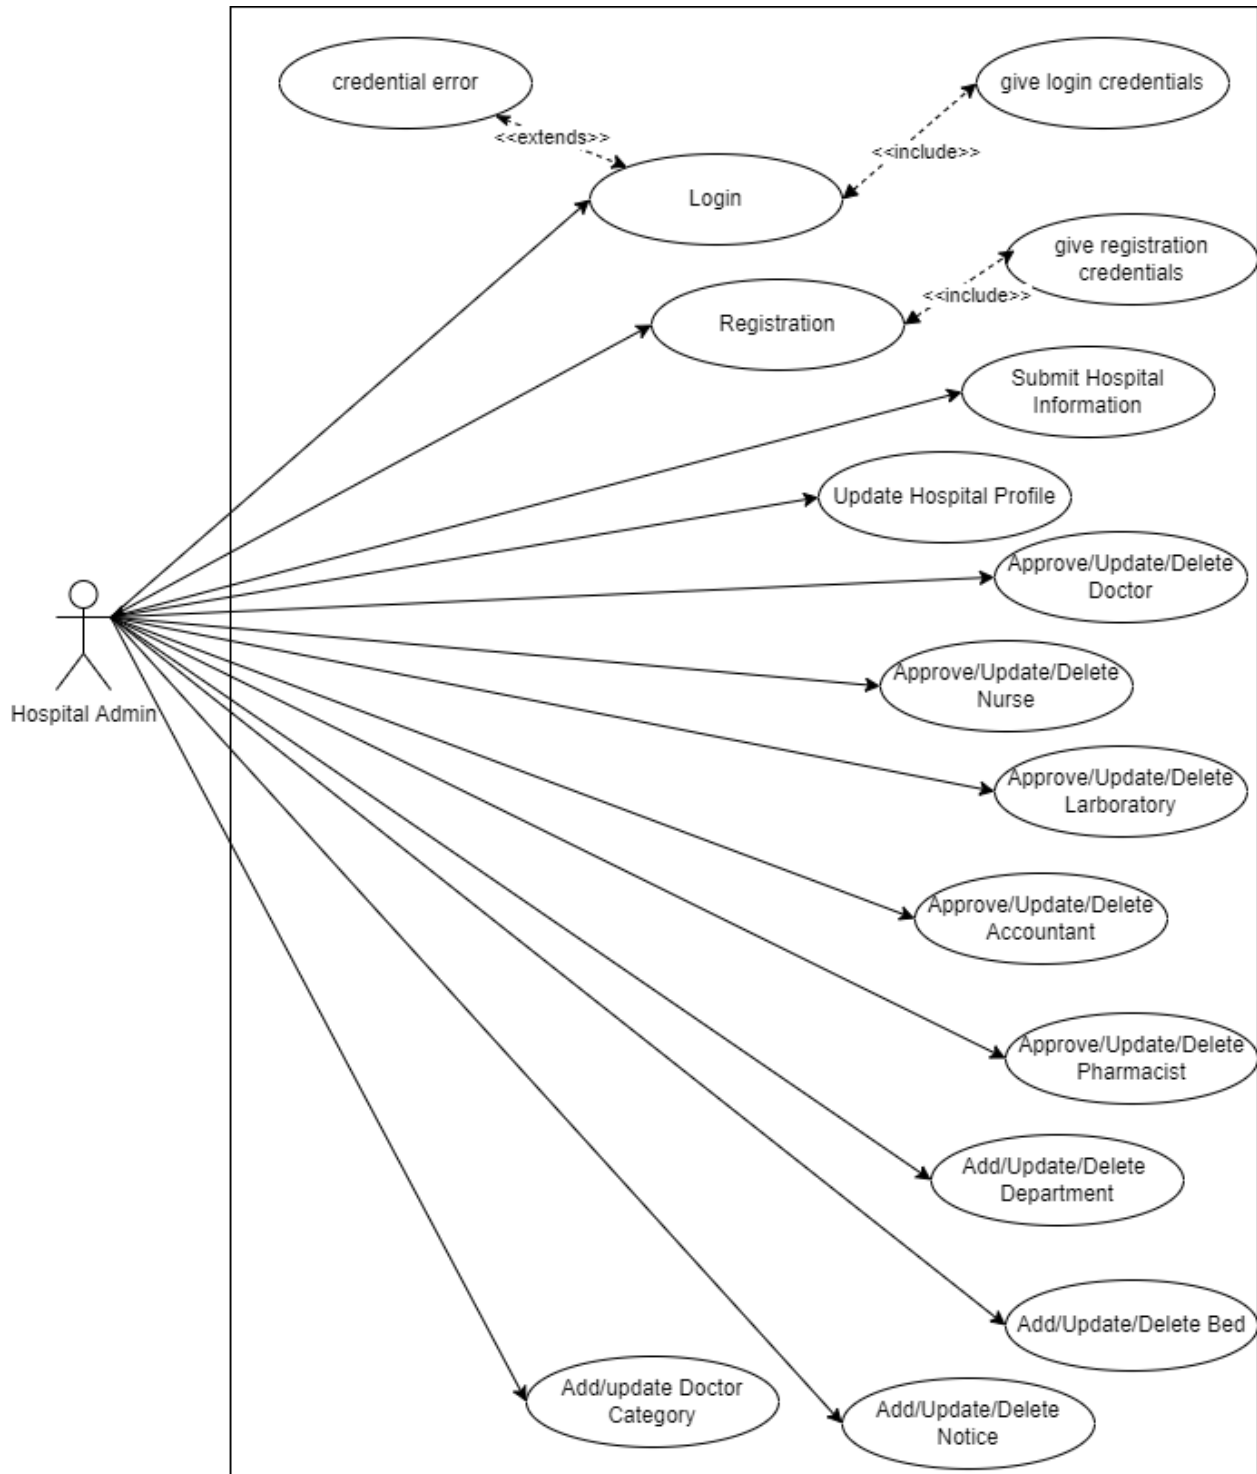 credential error
give login credentials
<<extends>>
<<include>>
Login
give registration
credentials
<<include>>
Registration
Submit Hospital
Information
Update Hospital Profile
Approve/Update/Delete
Doctor
Approve/Update/Delete
Nurse
Hospital Admin
Approve/Update/Delete
Larboratory
Approve/Update/Delete
Accountant
Approve/Update/Delete
Pharmacist
Add/Update/Delete
Department
Add/Update/Delete Bed
Add/update Doctor
Category
Add/Update/Delete
Notice